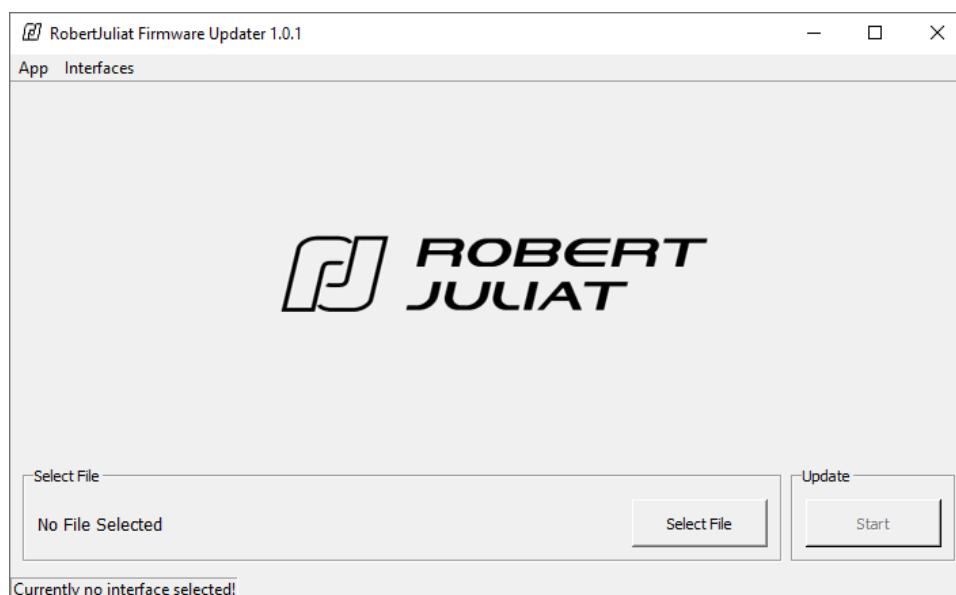 RobertJuliat Firmware Updater 1.0.1
App Interfaces
ROBERT
JULIAT
Select File
Update
No File Selected
Select File
Start
Currently no interface selected!